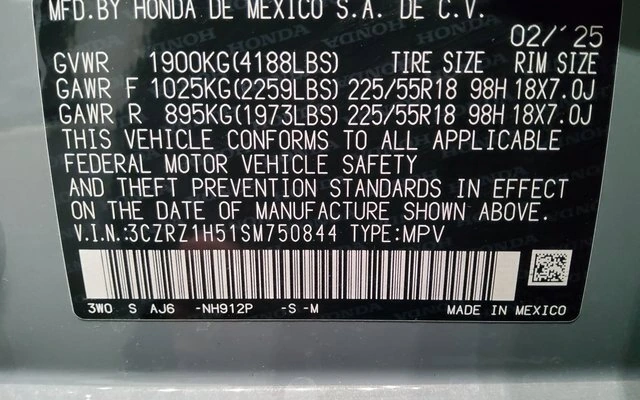 MFD.BY HONDA DE MEXICO S.A. DE C.V.
02/'25
GVWR 1900KG(4188LBS) TIRE SIZE RIM SIZE
GAWR F 1025KG(2259LBS) 225/55R18 98H 18X7.0J
GAWR R 895KG(1973LBS) 225/55R18 98H 18X7.0J
THIS VEHICLE CONFORMS TO ALL APPLICABLE
FEDERAL MOTOR VEHICLE SAFETY
AND THEFT PREVENTION STANDARDS IN EFFECT
ON THE DATE OF MANUFACTURE SHOWN ABOVE.
V.I.N.:3CZRZ1H51SM750844 TYPE:MPV
3W0 S AJ6 -NH912P -S -M MADE IN MEXICO